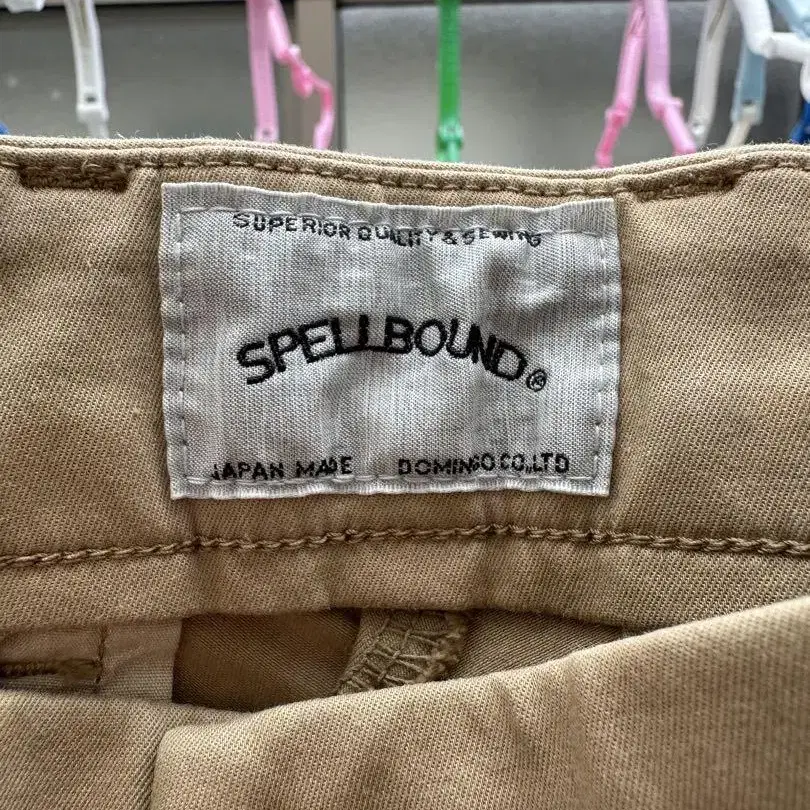 SUPERIOR QUALITY & SEWING
SPELLBOUND®
JAPAN MADE DOMINGO CO.,LTD